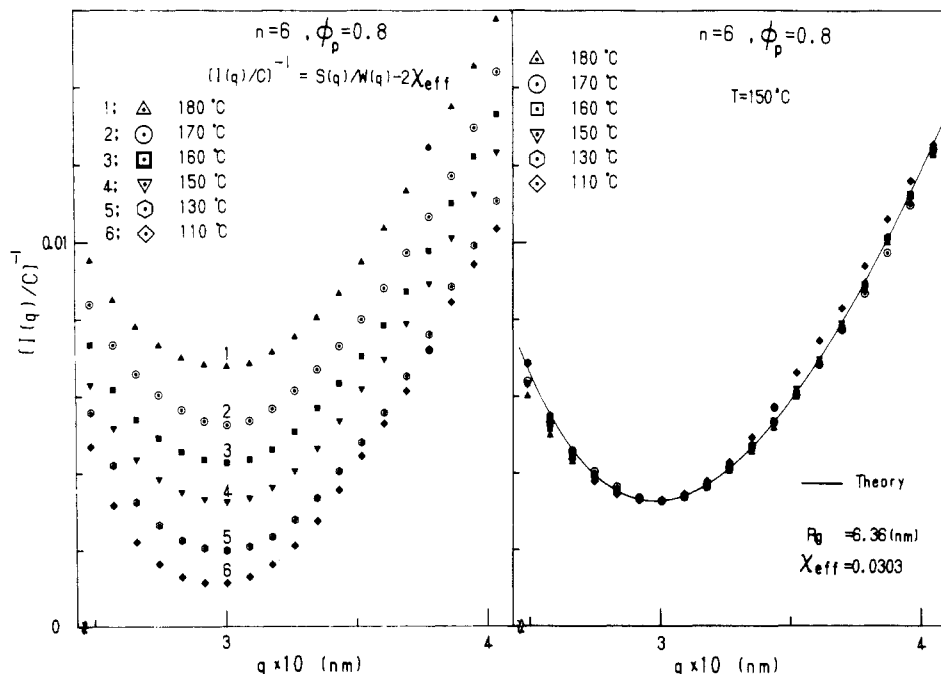 n=6 , ϕp=0.8
(I(q)/C)⁻¹ = S(q)/W(q)-2χeff
1; 180 °C
2; 170 °C
3; 160 °C
4; 150 °C
5; 130 °C
6; 110 °C
0.01
0
(I(q)/C)⁻¹
1
2
3
4
5
6
3
4
q ×10 (nm)
n=6 , ϕp=0.8
180 °C
170 °C
160 °C
150 °C
130 °C
110 °C
T=150°C
Theory
Rg =6.36(nm)
χeff=0.0303
3
4
q ×10 (nm)